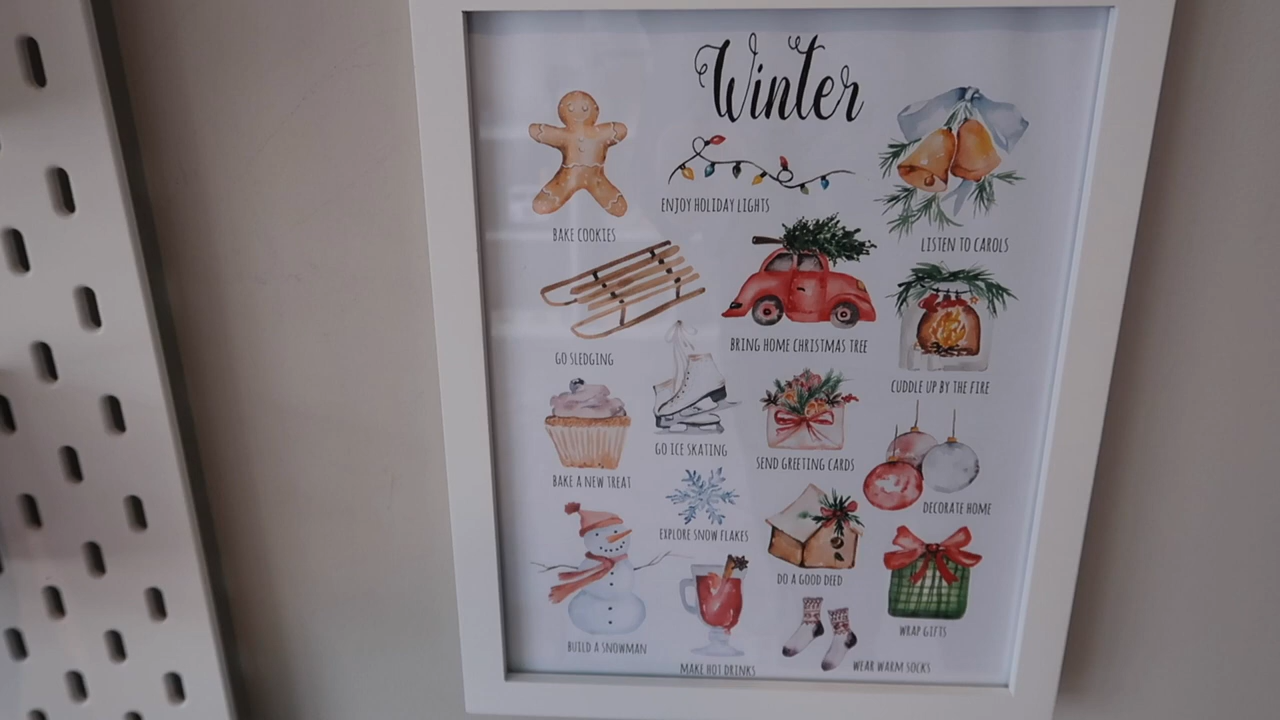 Winter
BAKE COOKIES
ENJOY HOLIDAY LIGHTS
LISTEN TO CAROLS
GO SLEDGING
BRING HOME CHRISTMAS TREE
CUDDLE UP BY THE FIRE
BAKE A NEW TREAT
GO ICE SKATING
SEND GREETING CARDS
DECORATE HOME
EXPLORE SNOW FLAKES
DO A GOOD DEED
BUILD A SNOWMAN
MAKE HOT DRINKS
WEAR WARM SOCKS
WRAP GIFTS